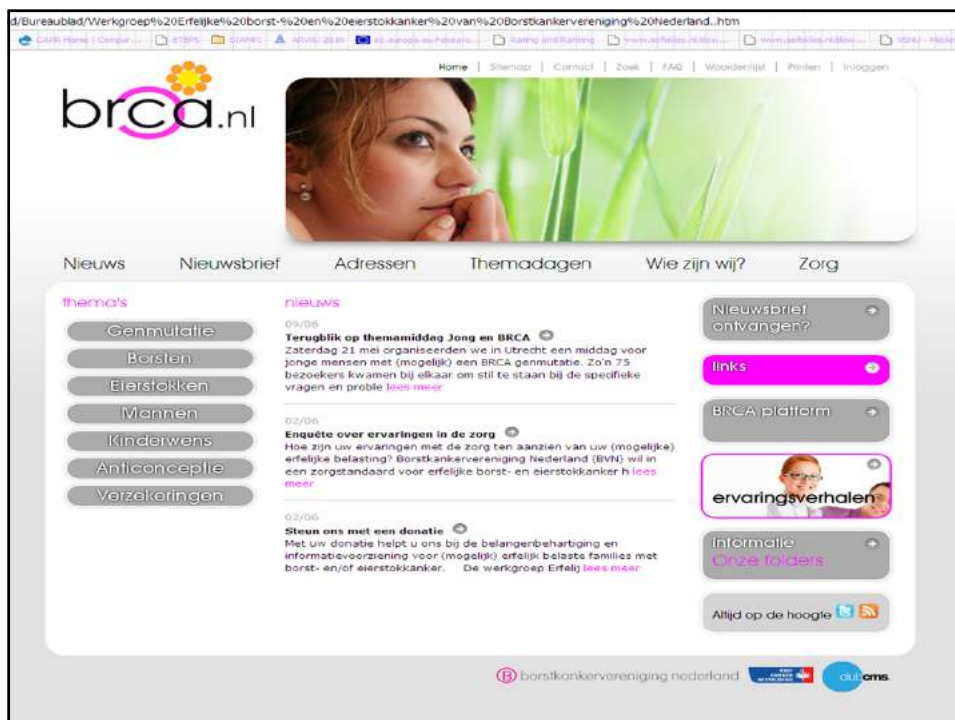 d/Bureaublad/Werkgroep%20Erfelijke%20borst-%20en%20eierstokkanker%20van%20Borstkankervereniging%20Nederland..htm
STEPS
Rating and Ranking
Home | Sitemap | Contact | Zoek | FAQ | Woordenlijst | Printen | Inloggen
brca.nl
Nieuws Nieuwsbrief Adressen Themadagen Wie zijn wij? Zorg
thema's
Genmutatie
Borsten
Eierstokken
Mannen
Kinderwens
Anticonceptie
Verzekeringen
nieuws
09/06
Terugblik op themamiddag Jong en BRCA
Zaterdag 21 mei organiseerden we in Utrecht een middag voor
jonge mensen met (mogelijk) een BRCA genmutatie. Zo'n 75
bezoekers kwamen bij elkaar om stil te staan bij de specifieke
vragen en proble lees meer
02/06
Enquête over ervaringen in de zorg
Hoe zijn uw ervaringen met de zorg ten aanzien van uw (mogelijke)
erfelijke belasting? Borstkankervereniging Nederland (BVN) wil in
een zorgstandaard voor erfelijke borst- en eierstokkanker h lees
meer
02/06
Steun ons met een donatie
Met uw donatie helpt u ons bij de belangenbehartiging en
informatievoorziening voor (mogelijk) erfelijk belaste families met
borst- en/of eierstokkanker. De werkgroep Erfelij lees meer
Nieuwsbrief
ontvangen?
links
BRCA platform
ervaringsverhalen
Informatie
Onze folders
Altijd op de hoogte
borstkankervereniging nederland
cms